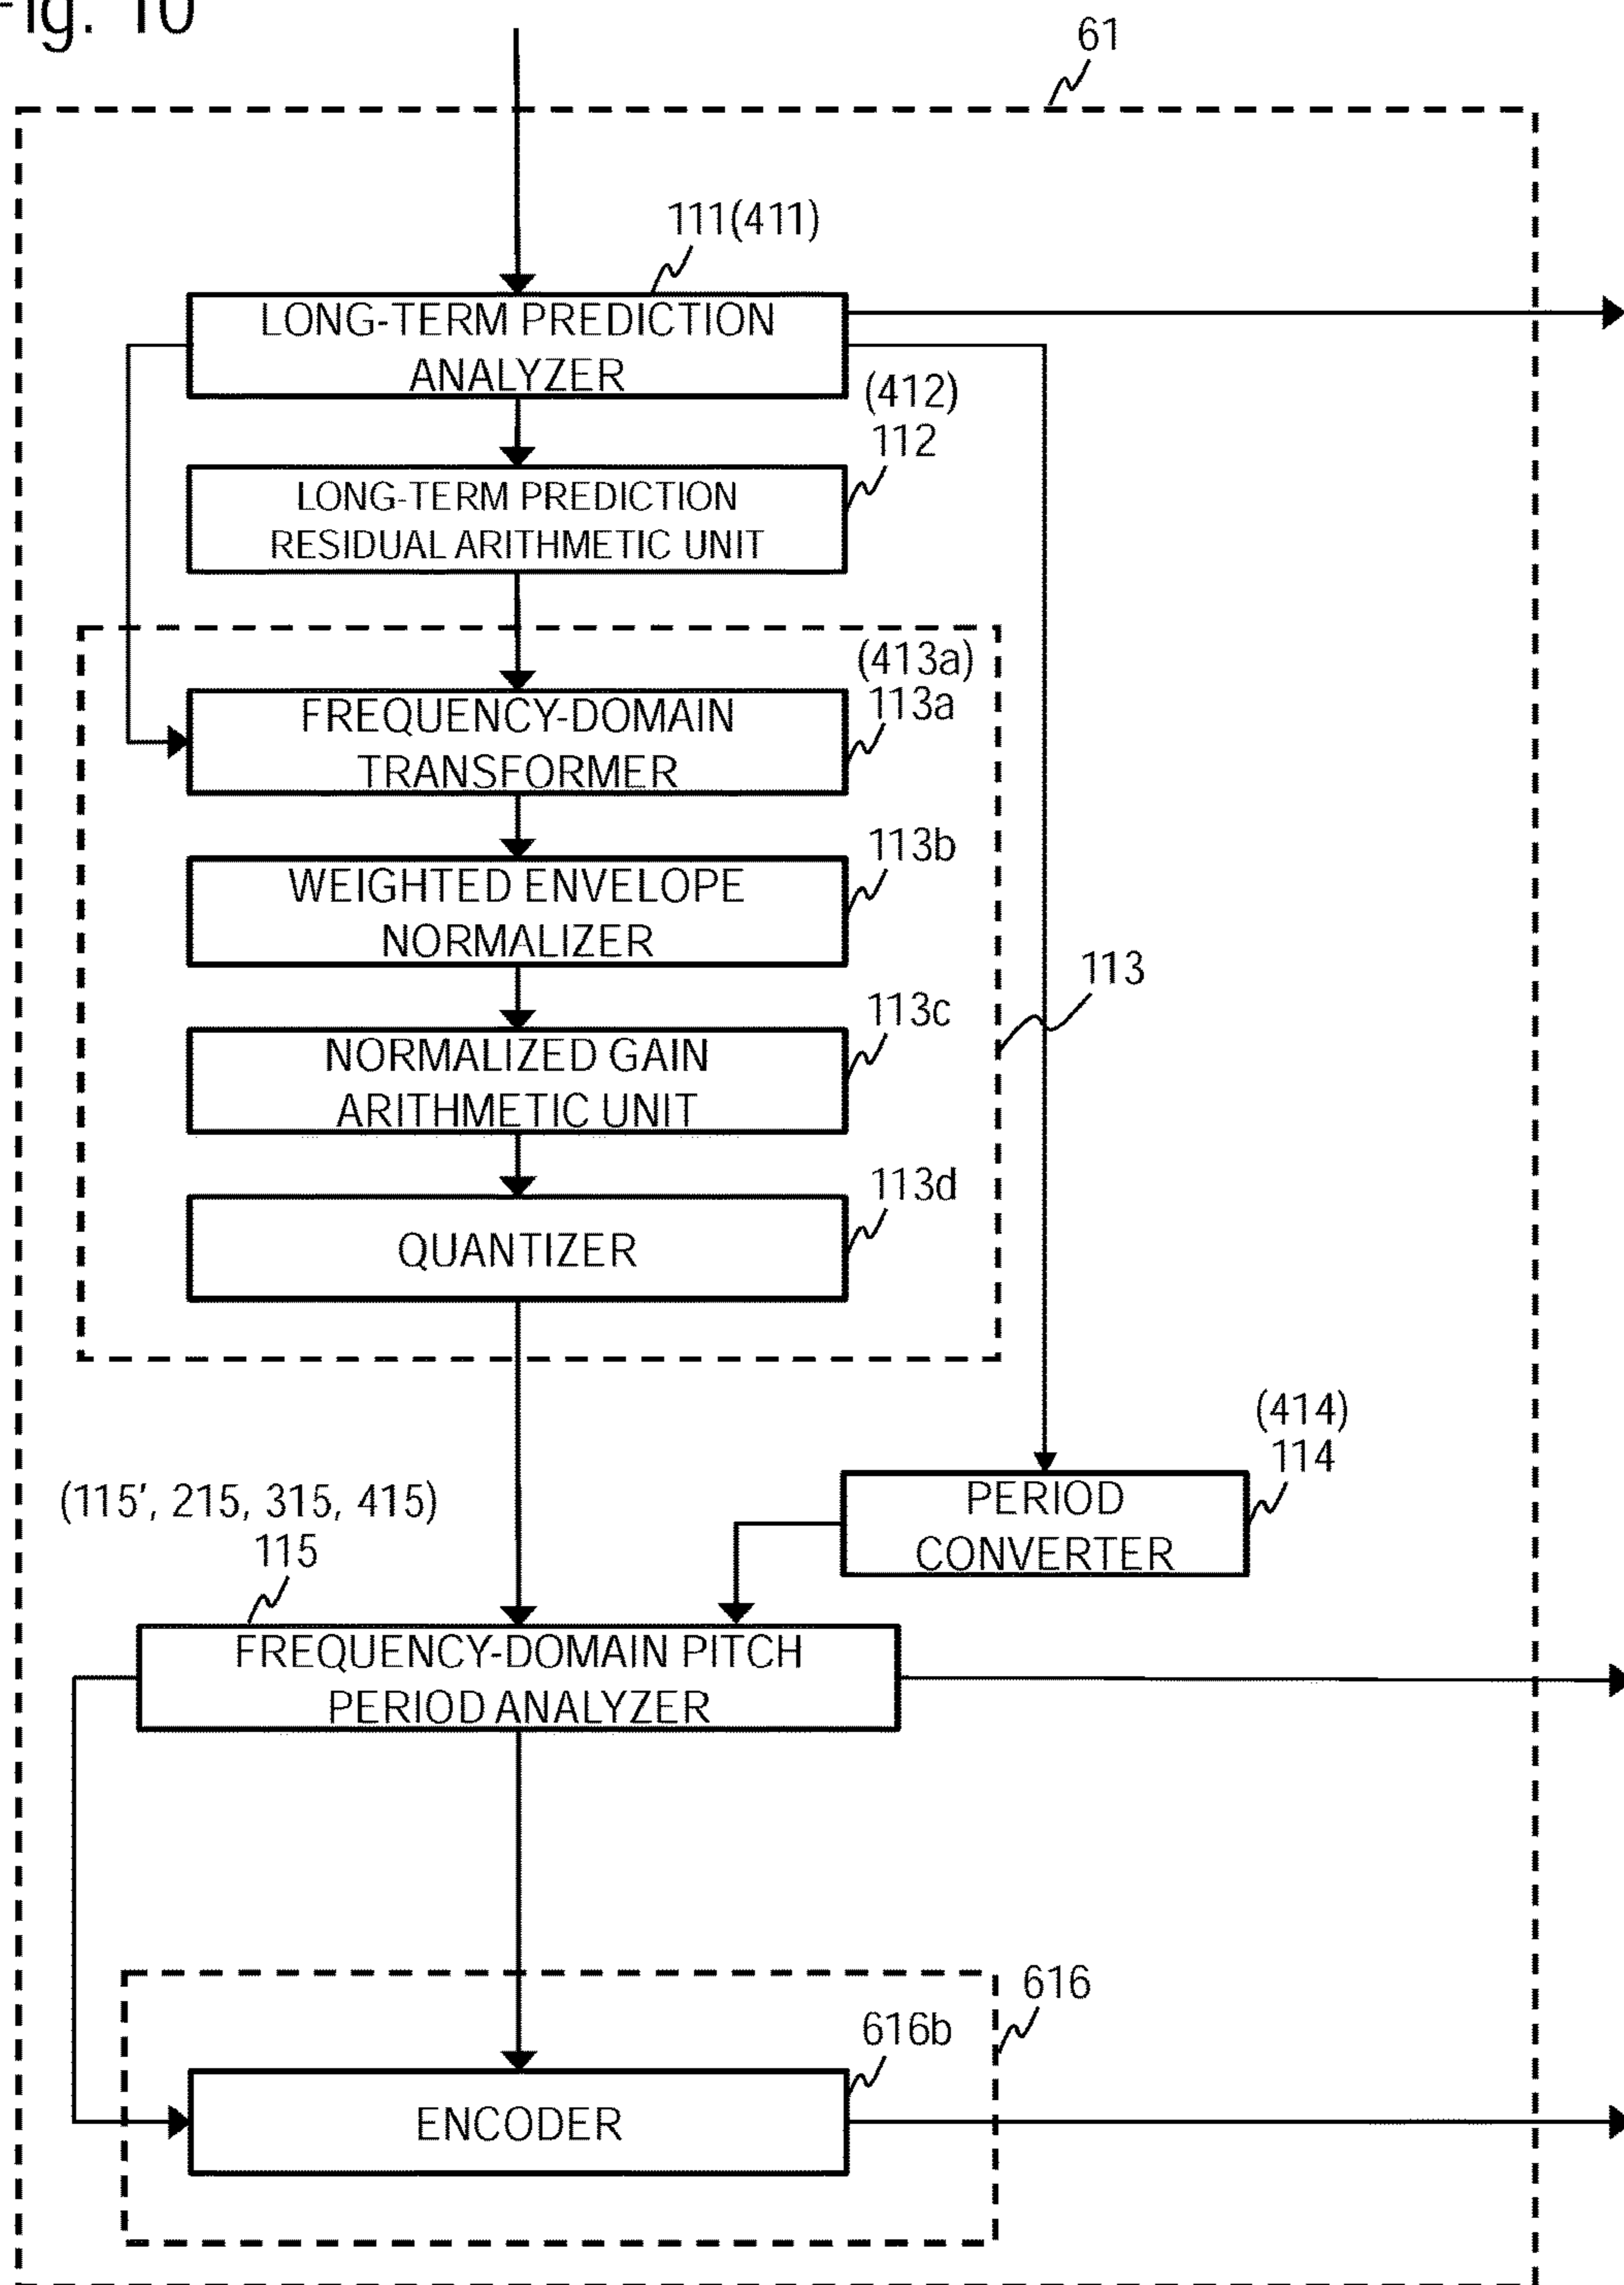 Fig. 10
61
111(411)
LONG-TERM PREDICTION
ANALYZER
(412)
112
LONG-TERM PREDICTION
RESIDUAL ARITHMETIC UNIT
(413a)
113a
FREQUENCY-DOMAIN
TRANSFORMER
113b
WEIGHTED ENVELOPE
NORMALIZER
113
113c
NORMALIZED GAIN
ARITHMETIC UNIT
113d
QUANTIZER
(414)
114
PERIOD
CONVERTER
(115', 215, 315, 415)
115
FREQUENCY-DOMAIN PITCH
PERIOD ANALYZER
616
616b
ENCODER